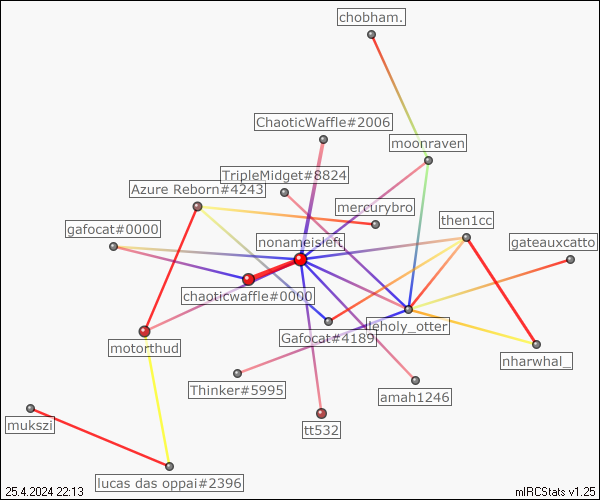 chobham.
ChaoticWaffle#2006
moonraven
TripleMidget#8824
Azure Reborn#4243
mercurybro
then1cc
gafocat#0000
nonameisleft
gateauxcatto
chaoticwaffle#0000
leholy_otter
Gafocat#4189
motorthud
nharwhal_
Thinker#5995
amah1246
mukszi
tt532
lucas das oppai#2396
25.4.2024 22:13
mIRCStats v1.25